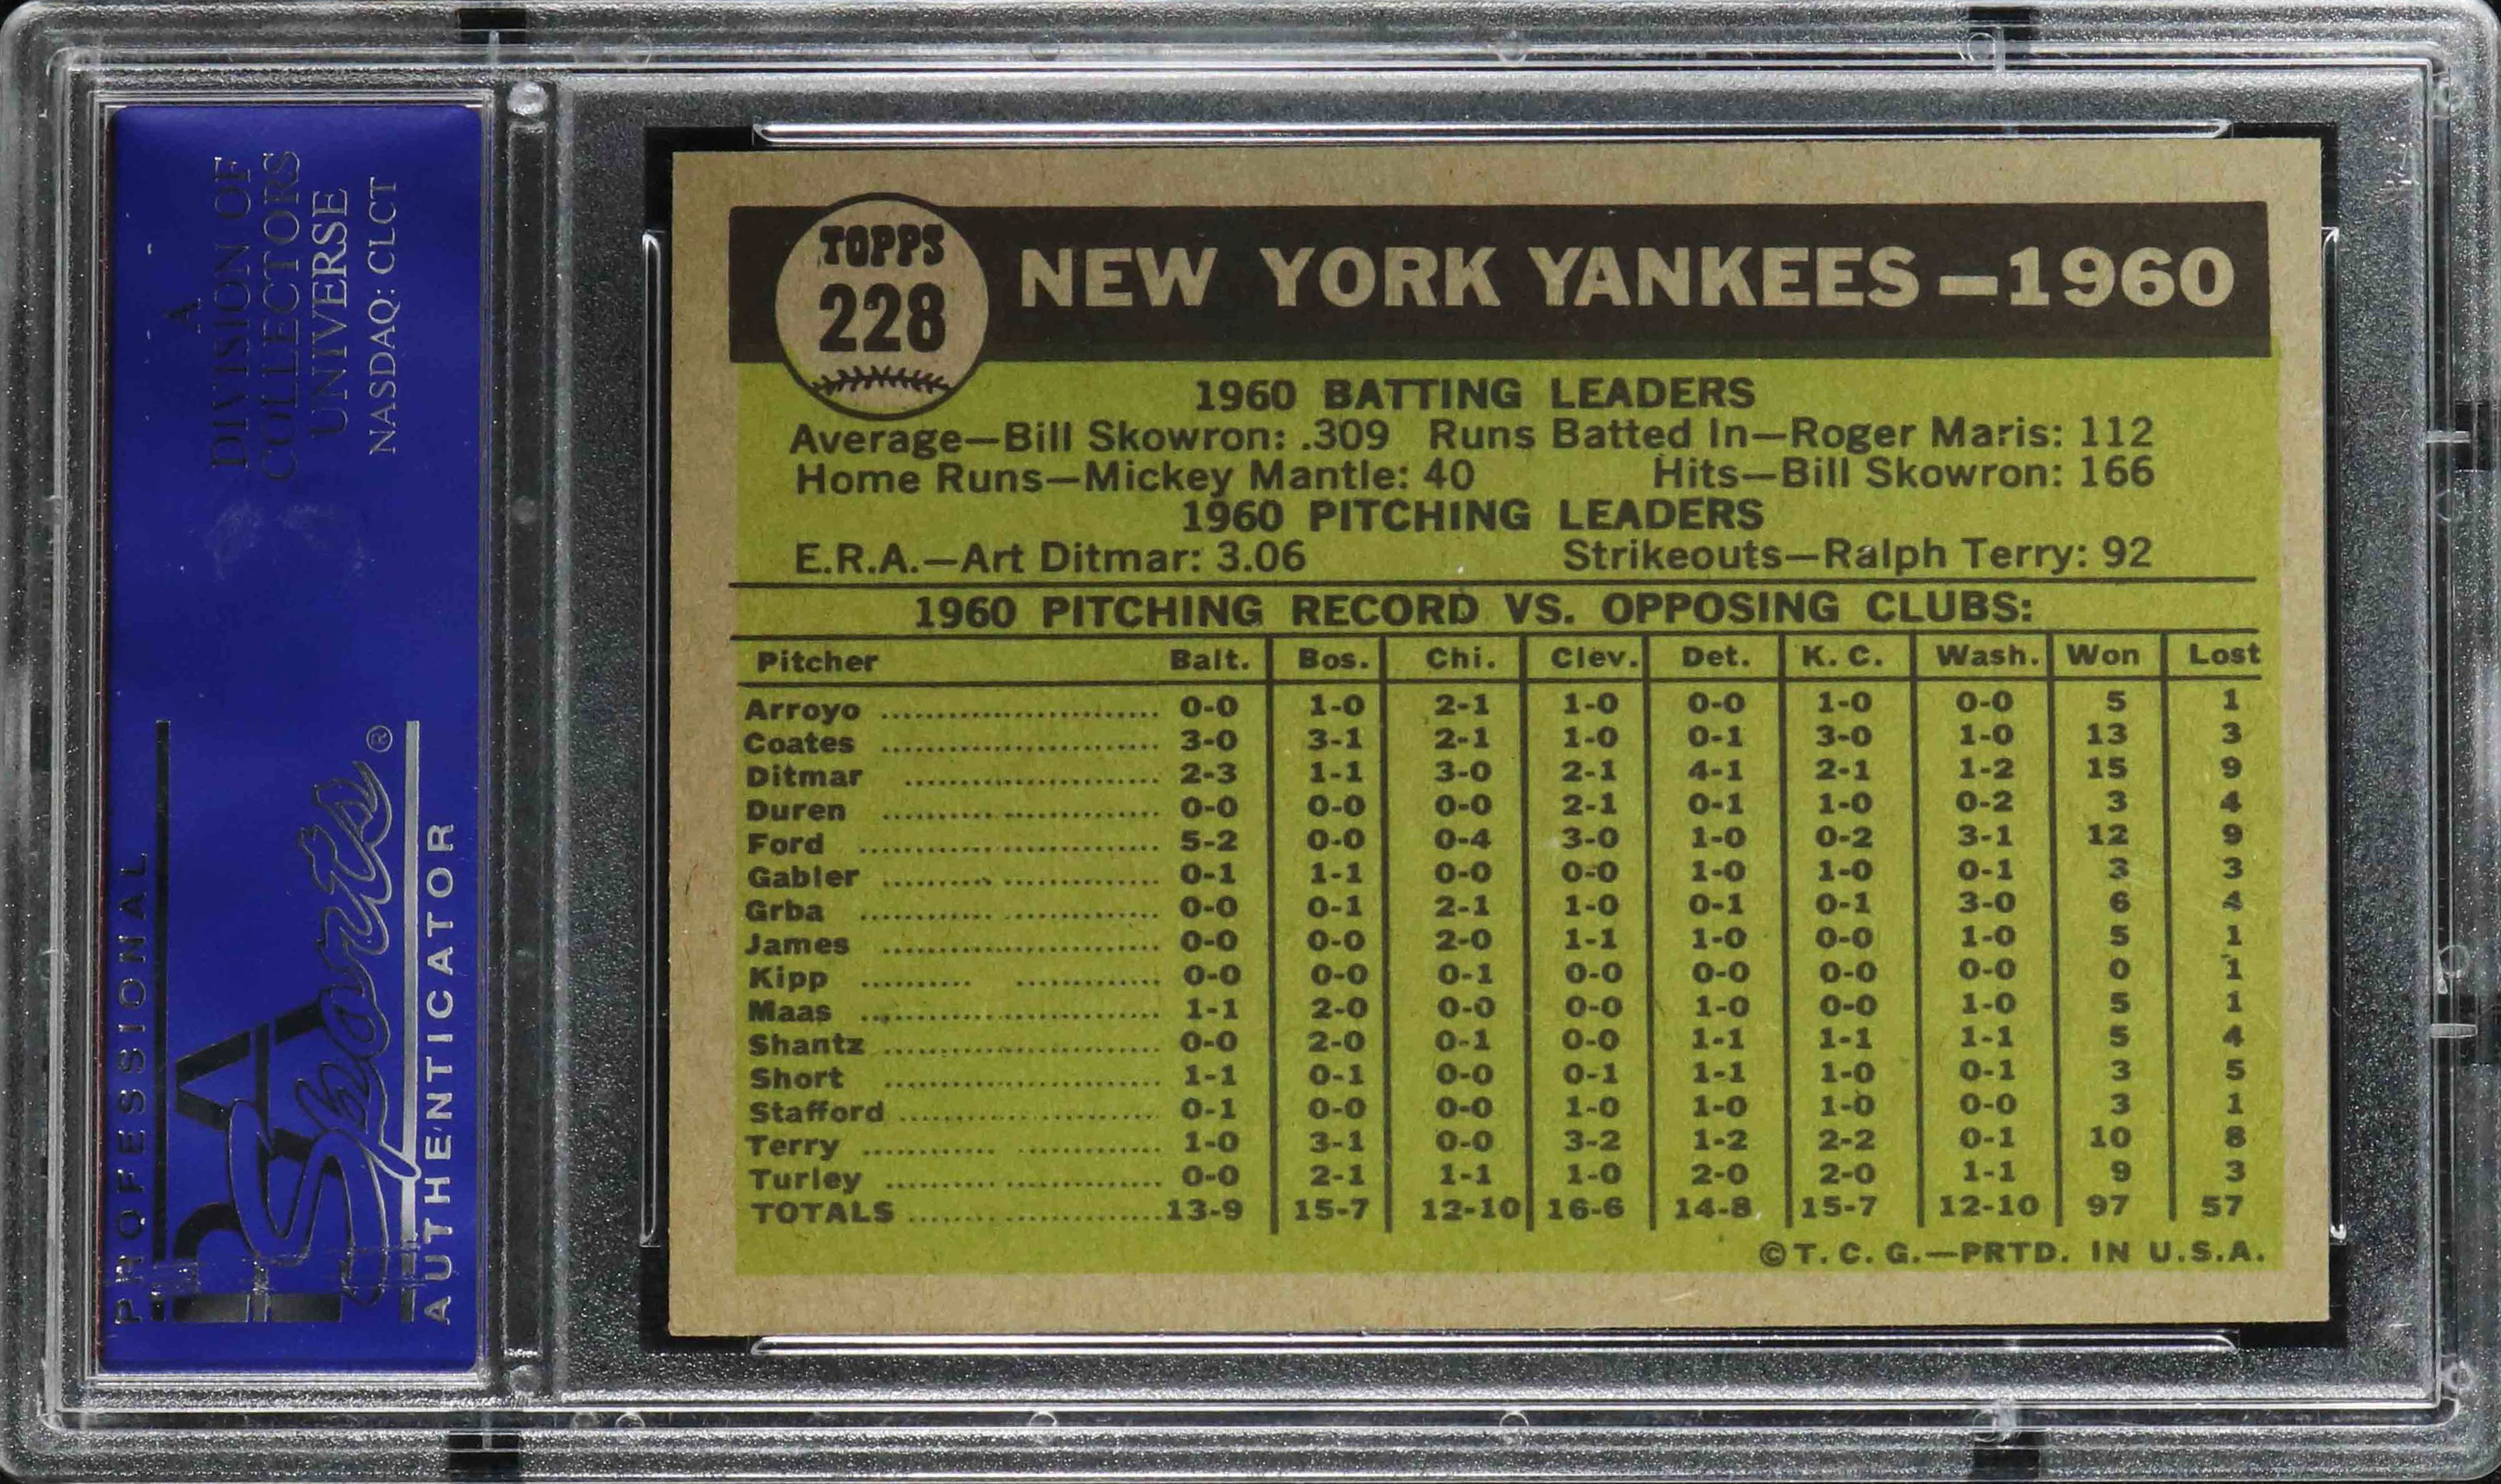 A
DIVISION OF
COLLECTORS
UNIVERSE
NASDAQ: CLCT
PROFESSIONAL
PSA Sports®
AUTHENTICATOR
TOPPS
228
NEW YORK YANKEES—1960
1960 BATTING LEADERS
Average—Bill Skowron: .309 Runs Batted In—Roger Maris: 112
Home Runs—Mickey Mantle: 40 Hits—Bill Skowron: 166
1960 PITCHING LEADERS
E.R.A.—Art Ditmar: 3.06 Strikeouts—Ralph Terry: 92
1960 PITCHING RECORD VS. OPPOSING CLUBS:
Pitcher Balt. Bos. Chi. Clev. Det. K. C. Wash. Won Lost
Arroyo 0-0 1-0 2-1 1-0 0-0 1-0 0-0 5 1
Coates 3-0 3-1 2-1 1-0 0-1 3-0 1-0 13 3
Ditmar 2-3 1-1 3-0 2-1 4-1 2-1 1-2 15 9
Duren 0-0 0-0 0-0 2-1 0-1 1-0 0-2 3 4
Ford 5-2 0-0 0-4 3-0 1-0 0-2 3-1 12 9
Gabler 0-1 1-1 0-0 0-0 1-0 1-0 0-1 3 3
Grba 0-0 0-1 2-1 1-0 0-1 0-1 3-0 6 4
James 0-0 0-0 2-0 1-1 1-0 0-0 1-0 5 1
Kipp 0-0 0-0 0-1 0-0 0-0 0-0 0-0 0 1
Maas 1-1 2-0 0-0 0-0 1-0 0-0 1-0 5 1
Shantz 0-0 2-0 0-1 0-0 1-1 1-1 1-1 5 4
Short 1-1 0-1 0-0 0-1 1-1 1-0 0-1 3 5
Stafford 0-1 0-0 0-0 1-0 1-0 1-0 0-0 3 1
Terry 1-0 3-1 0-0 3-2 1-2 2-2 0-1 10 8
Turley 0-0 2-1 1-1 1-0 2-0 2-0 1-1 9 3
TOTALS 13-9 15-7 12-10 16-6 14-8 15-7 12-10 97 57
©T. C. G.—PRTD. IN U.S.A.